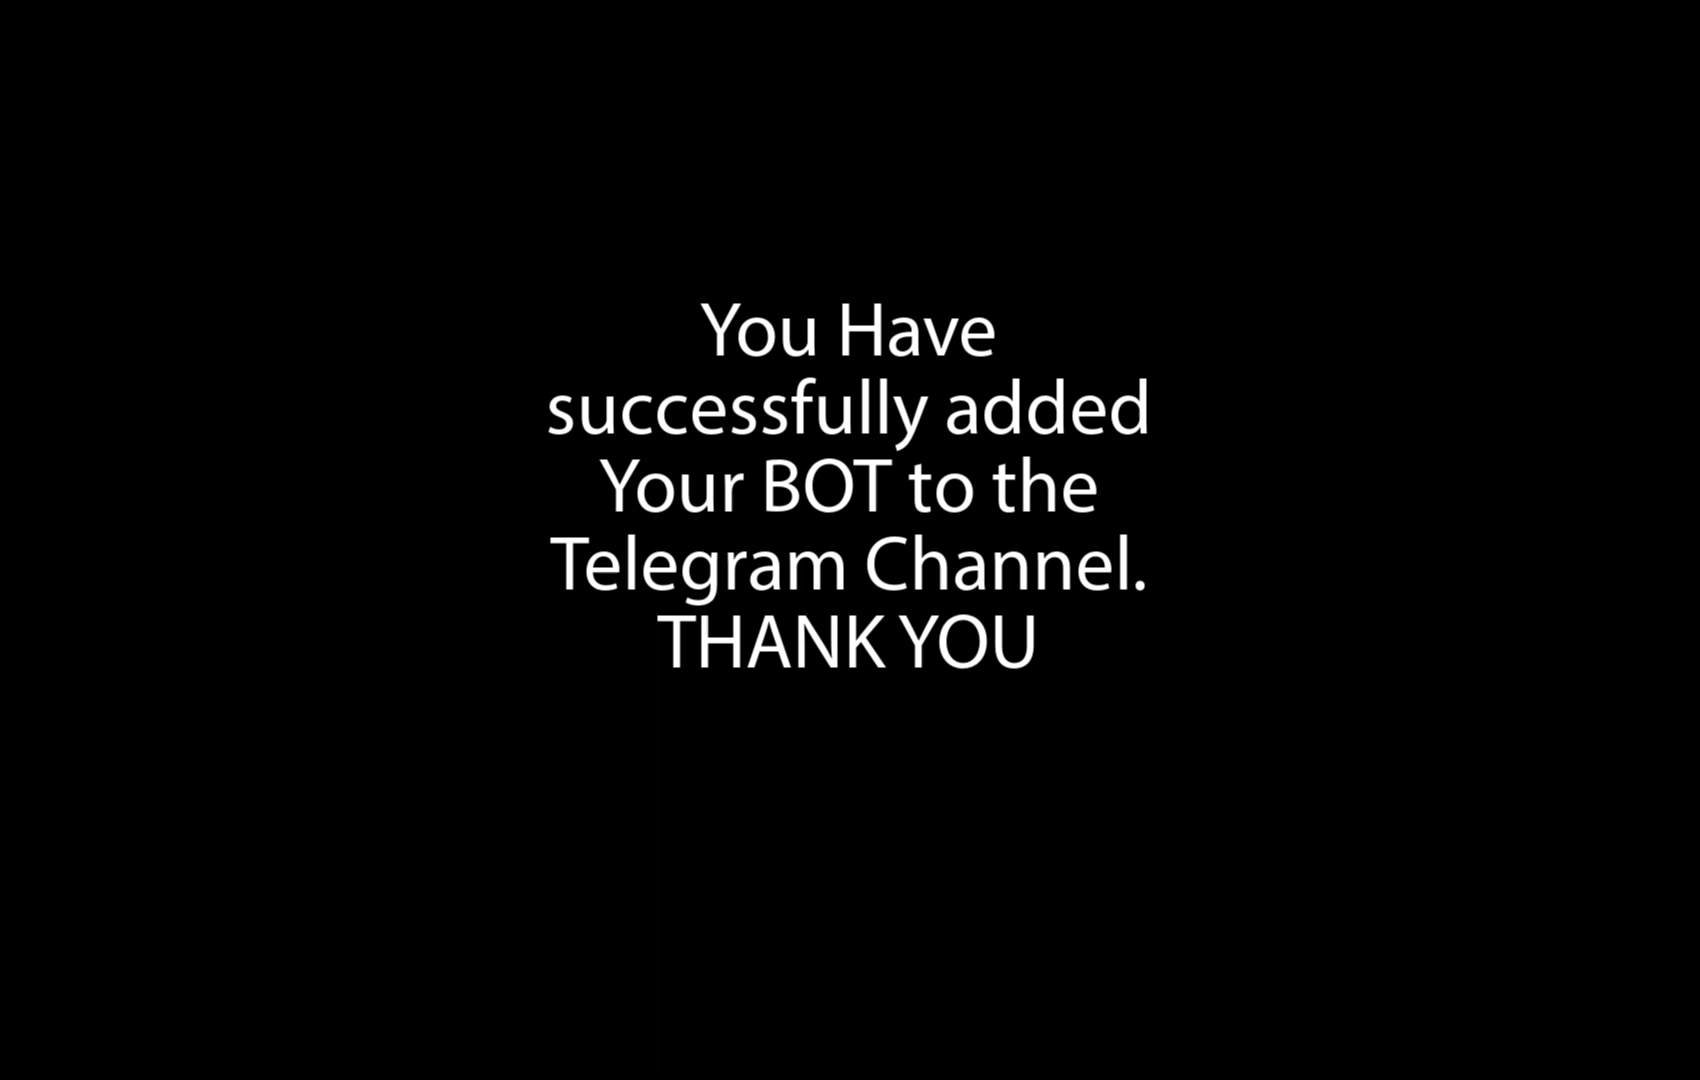 You Have
successfully added
Your BOT to the
Telegram Channel.
THANK YOU